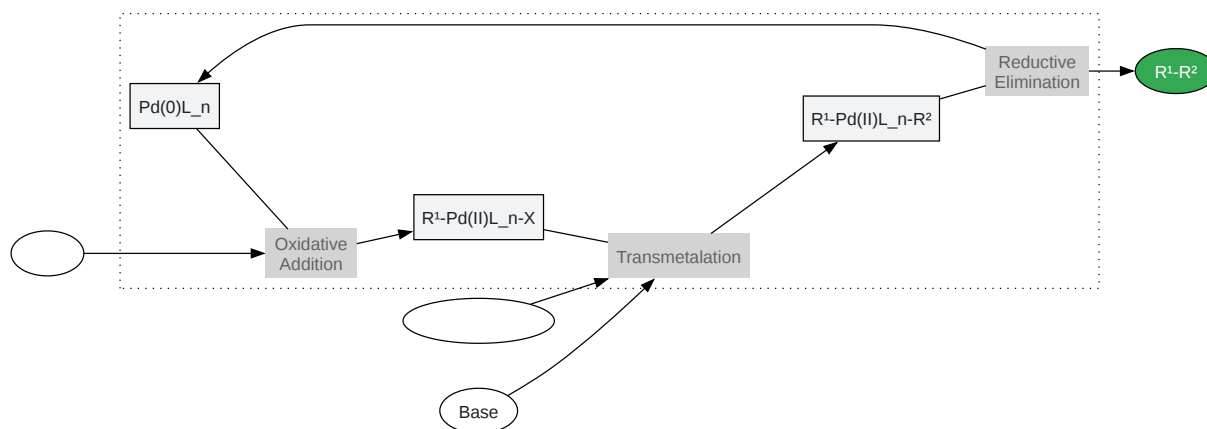 Reductive
Elimination
R¹-R²
Pd(0)L_n
R¹-Pd(II)L_n-R²
R¹-Pd(II)L_n-X
Oxidative
Addition
Transmetalation
Base